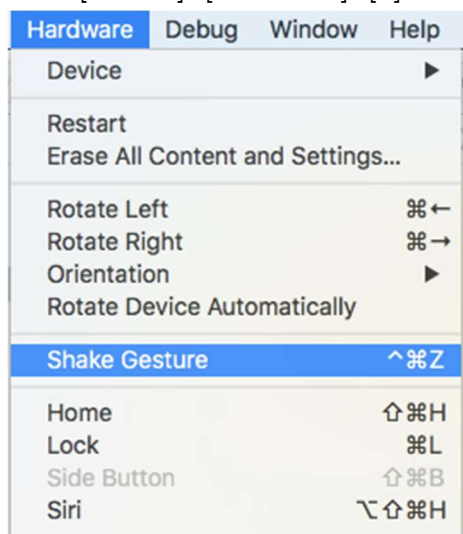 Hardware Debug Window Help
Device ▶
Restart
Erase All Content and Settings...
Rotate Left ⌘←
Rotate Right ⌘→
Orientation ▶
Rotate Device Automatically
Shake Gesture ^⌘Z
Home ⇧⌘H
Lock ⌘L
Side Button ⇧⌘B
Siri ⌥⇧⌘H